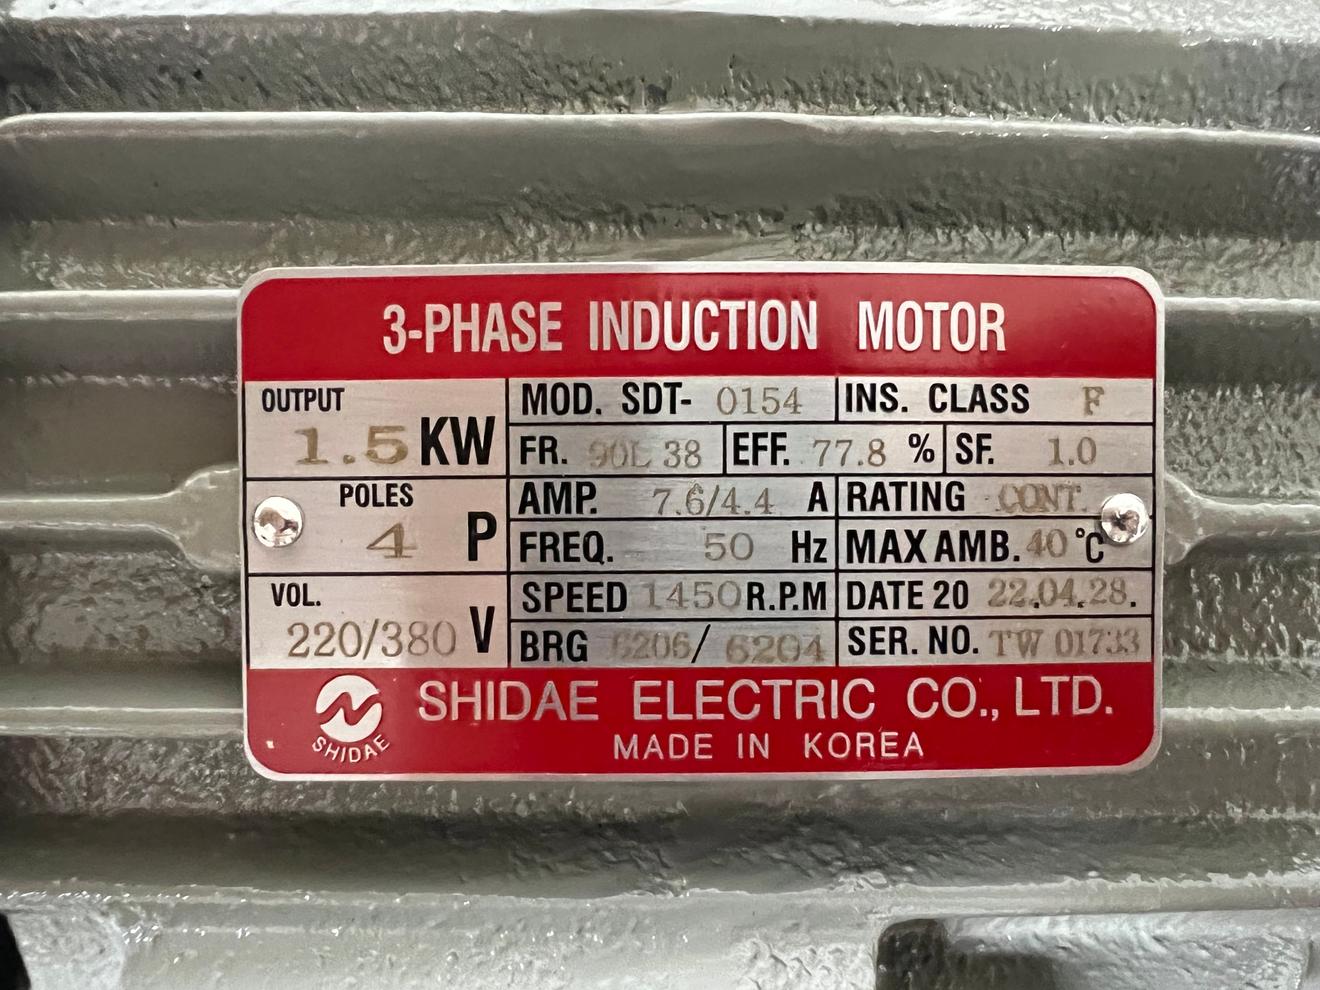 3-PHASE INDUCTION MOTOR
OUTPUT
1.5 KW
MOD. SDT- 0154
INS. CLASS F
FR. 90L 38
EFF. 77.8 %
SF. 1.0
POLES
4 P
AMP. 7.6/4.4 A
RATING CONT.
FREQ. 50 Hz
MAX AMB. 40 °C
VOL.
220/380 V
SPEED 1450 R.P.M
DATE 20 22.04.28.
BRG 6206/ 6204
SER. NO. TW 01733
SHIDAE ELECTRIC CO., LTD.
SHIDAE
MADE IN KOREA